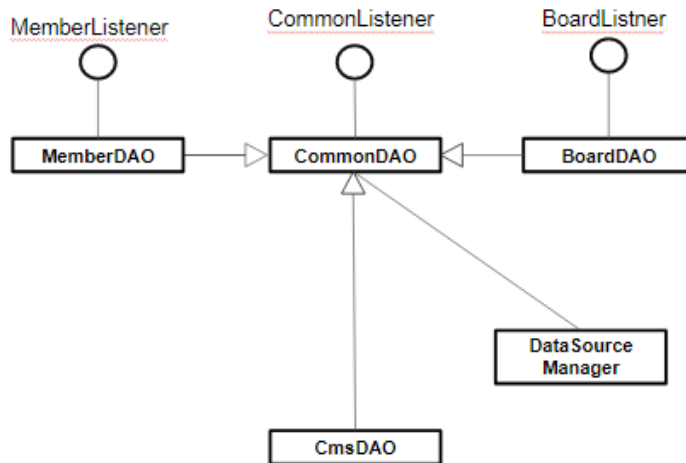 MemberListener
CommonListener
BoardListner
MemberDAO
CommonDAO
BoardDAO
DataSource
Manager
CmsDAO